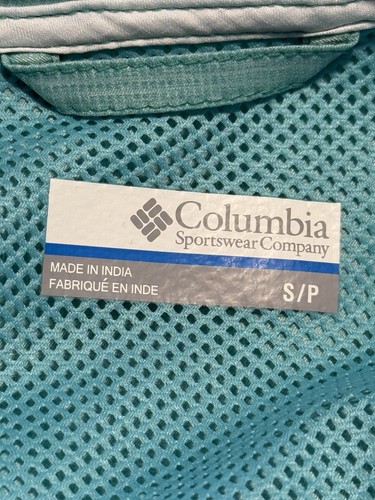 Columbia
Sportswear Company
MADE IN INDIA
FABRIQUÉ EN INDE
S/P